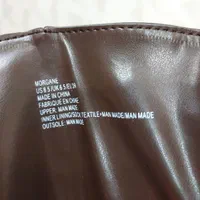 MORGANE
US 8.5 /UK 6.5 /EU 39
MADE IN CHINA
FABRIQUÉ EN CHINE
UPPER: MAN MADE
INNER LINING/SOCK: TEXTILE+MAN MADE/MAN MADE
OUTSOLE: MAN MADE